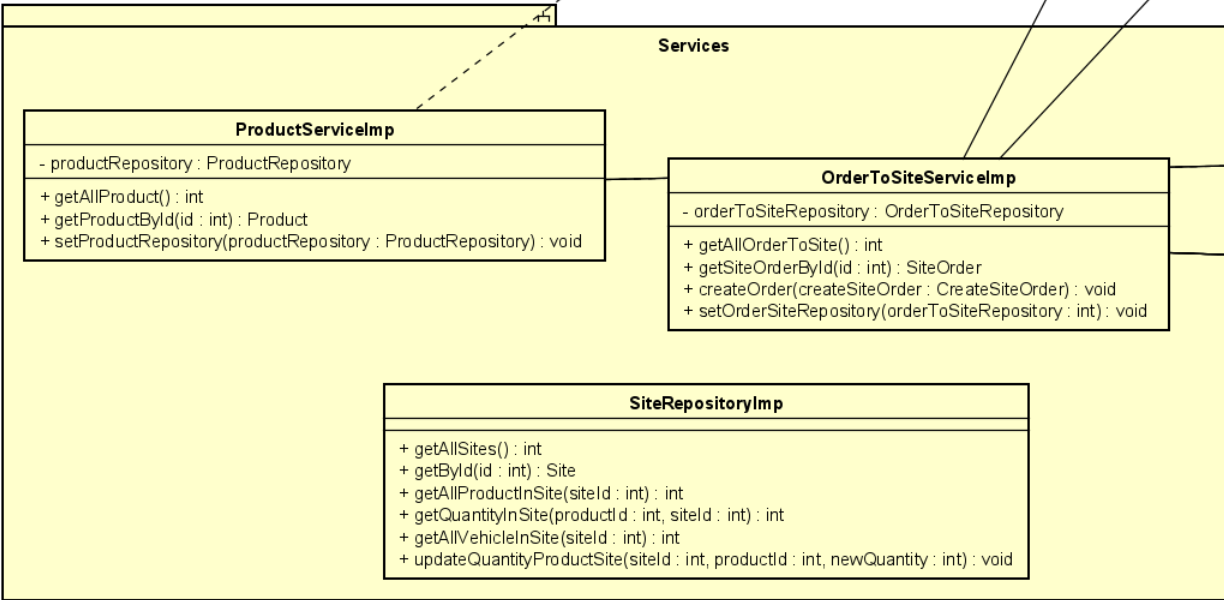 Services
ProductServiceImp
- productRepository : ProductRepository
+ getAllProduct() : int
+ getProductById(id : int) : Product
+ setProductRepository(productRepository : ProductRepository) : void
OrderToSiteServiceImp
- orderToSiteRepository : OrderToSiteRepository
+ getAllOrderToSite() : int
+ getSiteOrderById(id : int) : SiteOrder
+ createOrder(createSiteOrder : CreateSiteOrder) : void
+ setOrderSiteRepository(orderToSiteRepository : int) : void
SiteRepositoryImp
+ getAllSites() : int
+ getById(id : int) : Site
+ getAllProductInSite(siteId : int) : int
+ getQuantityInSite(productId : int, siteId : int) : int
+ getAllVehicleInSite(siteId : int) : int
+ updateQuantityProductSite(siteId : int, productId : int, newQuantity : int) : void